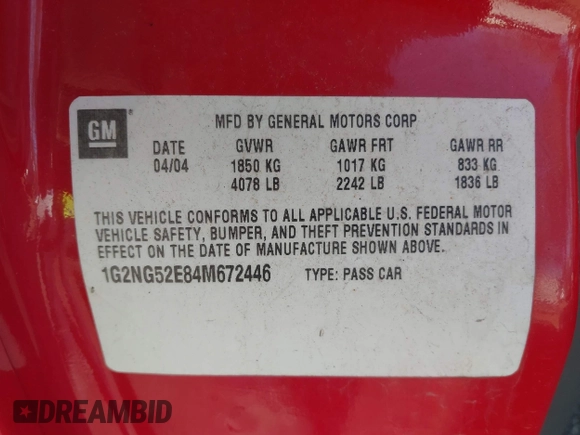 GM
MFD BY GENERAL MOTORS CORP
DATE GVWR GAWR FRT GAWR RR
04/04 1850 KG 1017 KG 833 KG
4078 LB 2242 LB 1836 LB
THIS VEHICLE CONFORMS TO ALL APPLICABLE U.S. FEDERAL MOTOR
VEHICLE SAFETY, BUMPER, AND THEFT PREVENTION STANDARDS IN
EFFECT ON THE DATE OF MANUFACTURE SHOWN ABOVE.
1G2NG52E84M672446 TYPE: PASS CAR
DREAMBID